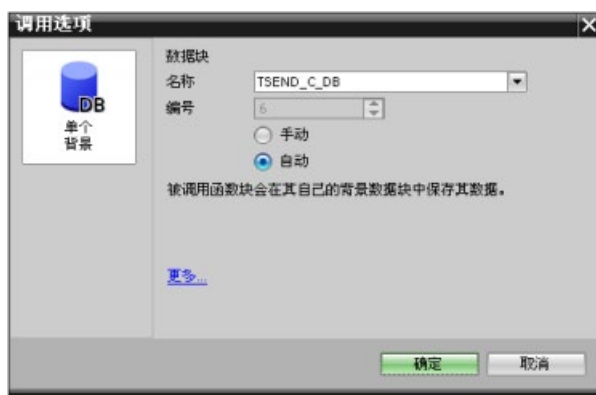 调用选项
数据块
名称 TSEND_C_DB
编号 6
手动
自动
DB
单个
背景
被调用函数块会在其自己的背景数据块中保存其数据。
更多...
确定 取消